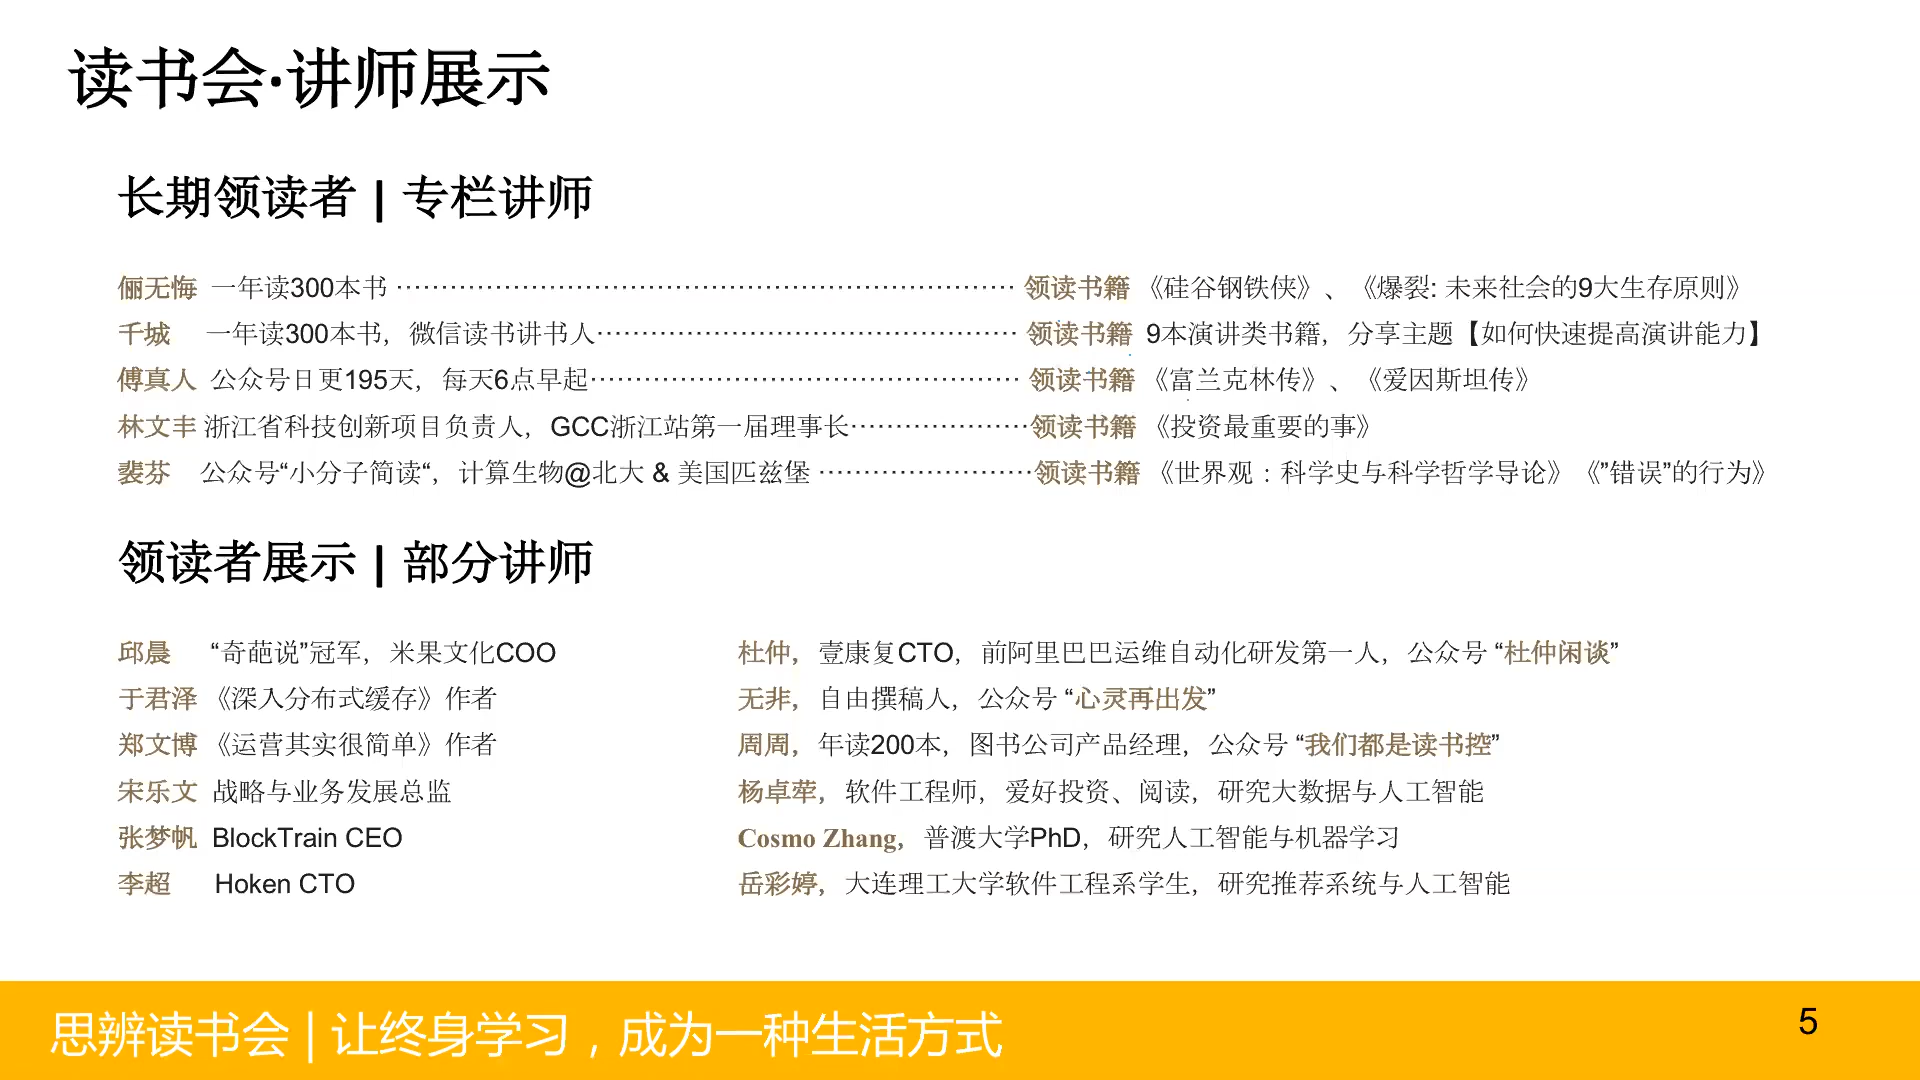 读书会·讲师展示
长期领读者 | 专栏讲师
俪无悔 一年读300本书 ………………………………………………………… 领读书籍 《硅谷钢铁侠》、《爆裂: 未来社会的9大生存原则》
千城 一年读300本书，微信读书讲书人……………………………………… 领读书籍 9本演讲类书籍，分享主题【如何快速提高演讲能力】
傅真人 公众号日更195天，每天6点早起……………………………………… 领读书籍 《富兰克林传》、《爱因斯坦传》
林文丰 浙江省科技创新项目负责人，GCC浙江站第一届理事长………………… 领读书籍 《投资最重要的事》
裴芬 公众号“小分子简读“，计算生物@北大 & 美国匹兹堡 …………………… 领读书籍 《世界观：科学史与科学哲学导论》《”错误”的行为》
领读者展示 | 部分讲师
邱晨 “奇葩说”冠军，米果文化COO
于君泽 《深入分布式缓存》作者
郑文博 《运营其实很简单》作者
宋乐文 战略与业务发展总监
张梦帆 BlockTrain CEO
李超 Hoken CTO
杜仲，壹康复CTO，前阿里巴巴运维自动化研发第一人，公众号 “杜仲闲谈”
无非，自由撰稿人，公众号 “心灵再出发”
周周，年读200本，图书公司产品经理，公众号 “我们都是读书控”
杨卓荦，软件工程师，爱好投资、阅读，研究大数据与人工智能
Cosmo Zhang，普渡大学PhD，研究人工智能与机器学习
岳彩婷，大连理工大学软件工程系学生，研究推荐系统与人工智能
思辨读书会 | 让终身学习，成为一种生活方式
5